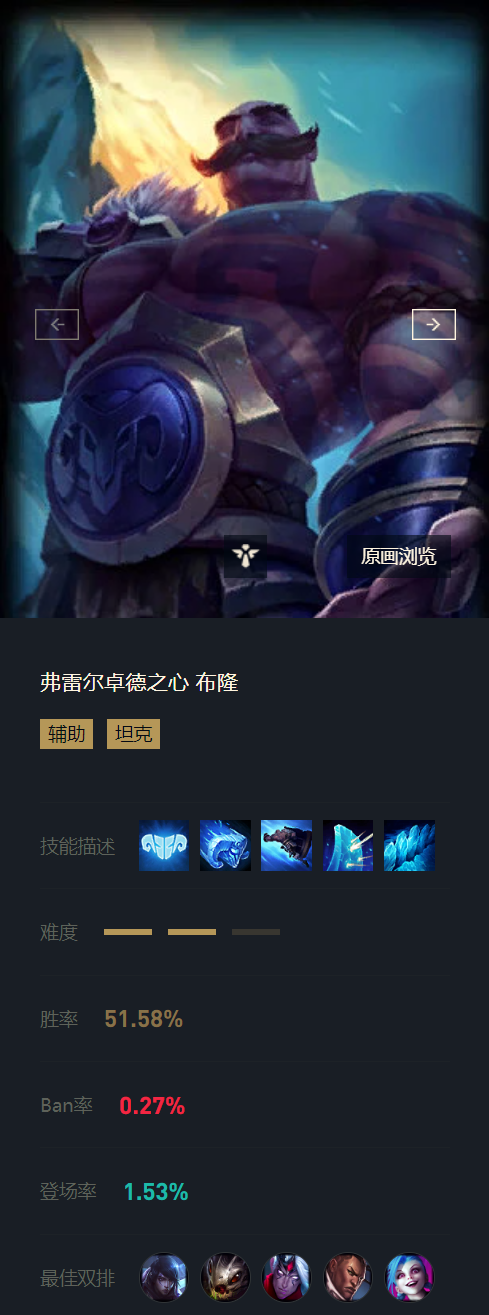 原画浏览
弗雷尔卓德之心 布隆
辅助 坦克
技能描述
难度
胜率 51.58%
Ban率 0.27%
登场率 1.53%
最佳双排